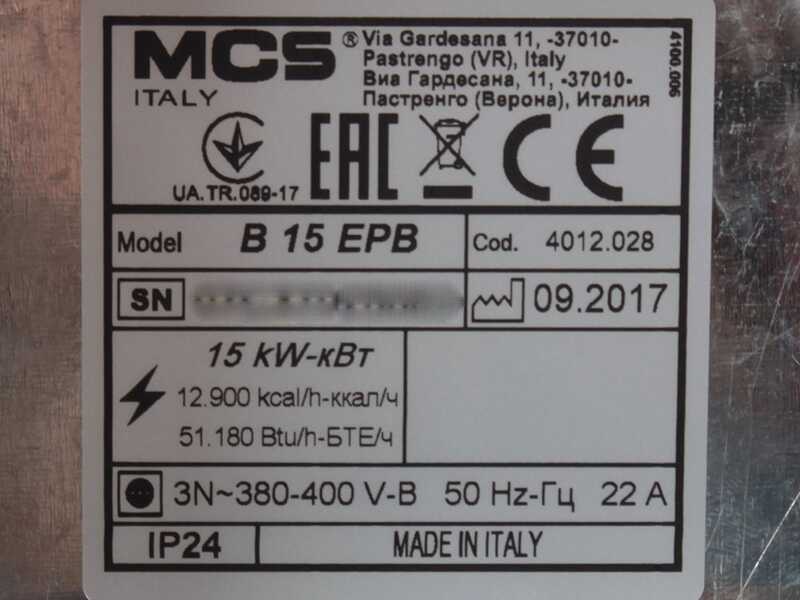 MCS ® Via Gardesana 11, -37010-
Pastrengo (VR), Italy
ITALY
Виа Гардесана, 11, -37010-
Пастренго (Верона), Италия
4100.006
UA.TR.089-17 EAC CE
Model B 15 EPB Cod. 4012.028
SN 09.2017
15 kW-кВт
12.900 kcal/h-ккал/ч
51.180 Btu/h-БТЕ/ч
3N~380-400 V-В 50 Hz-Гц 22 A
IP24 MADE IN ITALY